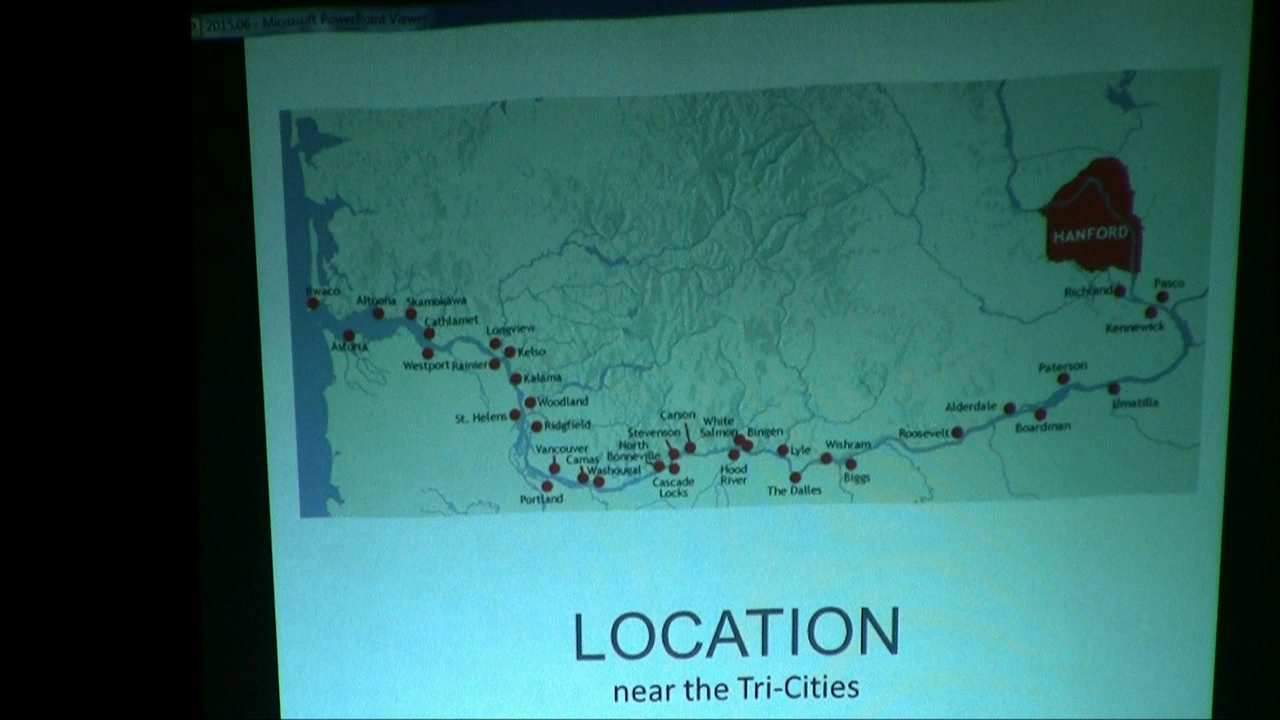 2015.06 - Microsoft PowerPoint Viewer
HANFORD
Richland
Pasco
Kennewick
Ilwaco
Altoona
Skamokawa
Cathlamet
Astoria
Longview
Kelso
Westport
Rainier
Kalama
Paterson
Umatilla
Woodland
Alderdale
St. Helens
Boardman
Ridgfield
Carson
White
Salmon
Bingen
Stevenson
Roosevelt
North
Bonneville
Lyle
Wishram
Vancouver
Camas
Washougal
Hood
River
Biggs
Cascade
Locks
The Dalles
Portland
LOCATION
near the Tri-Cities